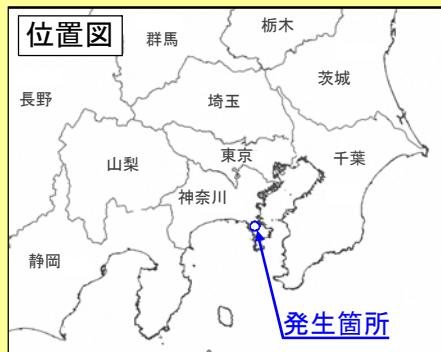 位置図
栃木
群馬
茨城
長野
埼玉
東京
山梨
千葉
神奈川
静岡
発生箇所